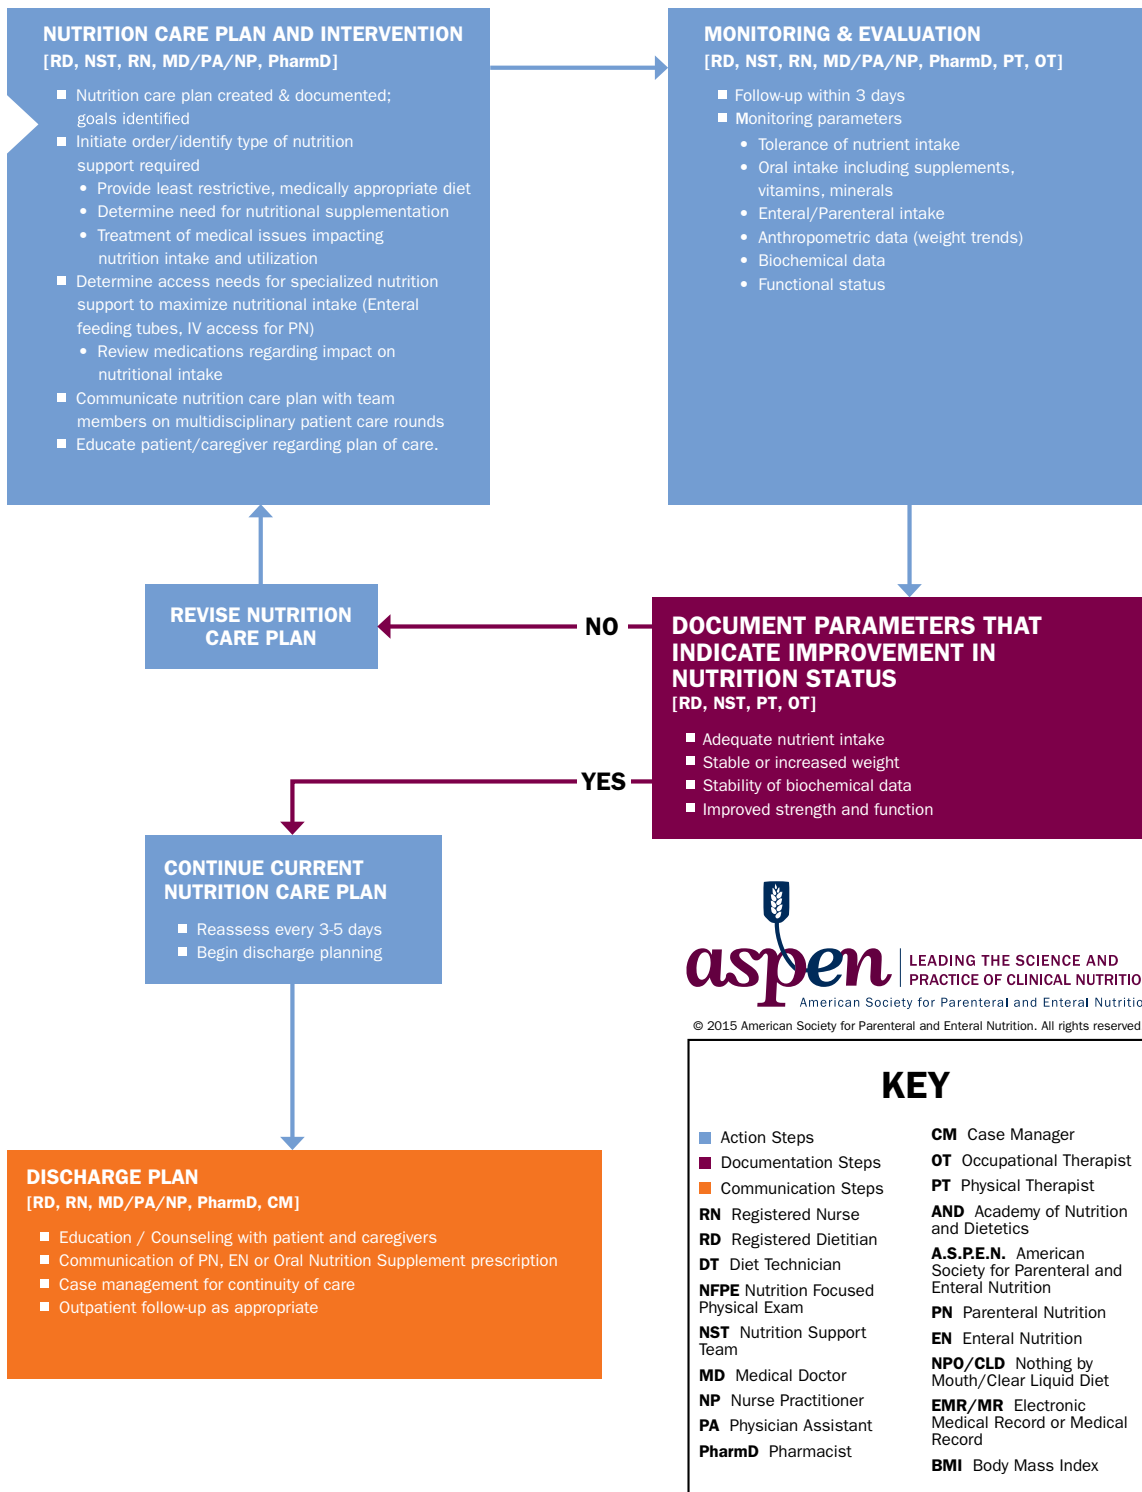 NUTRITION CARE PLAN AND INTERVENTION
[RD, NST, RN, MD/PA/NP, PharmD]
Nutrition care plan created & documented;
goals identified
Initiate order/identify type of nutrition
support required
Provide least restrictive, medically appropriate diet
Determine need for nutritional supplementation
Treatment of medical issues impacting
nutrition intake and utilization
Determine access needs for specialized nutrition
support to maximize nutritional intake (Enteral
feeding tubes, IV access for PN)
Review medications regarding impact on
nutritional intake
Communicate nutrition care plan with team
members on multidisciplinary patient care rounds
Educate patient/caregiver regarding plan of care.
MONITORING & EVALUATION
[RD, NST, RN, MD/PA/NP, PharmD, PT, OT]
Follow-up within 3 days
Monitoring parameters
Tolerance of nutrient intake
Oral intake including supplements,
vitamins, minerals
Enteral/Parenteral intake
Anthropometric data (weight trends)
Biochemical data
Functional status
REVISE NUTRITION
CARE PLAN
NO
DOCUMENT PARAMETERS THAT
INDICATE IMPROVEMENT IN
NUTRITION STATUS
[RD, NST, PT, OT]
Adequate nutrient intake
Stable or increased weight
Stability of biochemical data
Improved strength and function
YES
CONTINUE CURRENT
NUTRITION CARE PLAN
Reassess every 3-5 days
Begin discharge planning
DISCHARGE PLAN
[RD, RN, MD/PA/NP, PharmD, CM]
Education / Counseling with patient and caregivers
Communication of PN, EN or Oral Nutrition Supplement prescription
Case management for continuity of care
Outpatient follow-up as appropriate
aspen
LEADING THE SCIENCE AND
PRACTICE OF CLINICAL NUTRITIO
American Society for Parenteral and Enteral Nutritio
© 2015 American Society for Parenteral and Enteral Nutrition. All rights reserved
KEY
Action Steps
Documentation Steps
Communication Steps
RN Registered Nurse
RD Registered Dietitian
DT Diet Technician
NFPE Nutrition Focused
Physical Exam
NST Nutrition Support
Team
MD Medical Doctor
NP Nurse Practitioner
PA Physician Assistant
PharmD Pharmacist
CM Case Manager
OT Occupational Therapist
PT Physical Therapist
AND Academy of Nutrition
and Dietetics
A.S.P.E.N. American
Society for Parenteral and
Enteral Nutrition
PN Parenteral Nutrition
EN Enteral Nutrition
NPO/CLD Nothing by
Mouth/Clear Liquid Diet
EMR/MR Electronic
Medical Record or Medical
Record
BMI Body Mass Index